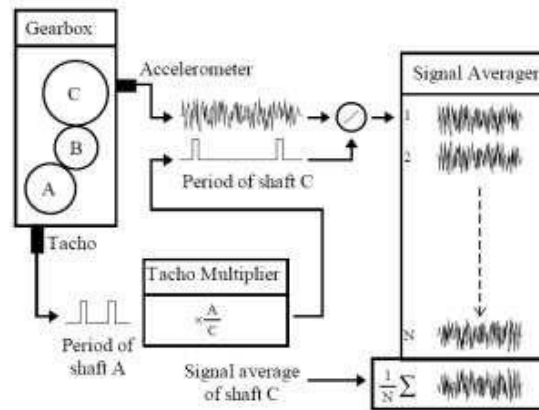 Gearbox
C
B
A
Accelerometer
Tacho
Period of
shaft A
Tacho Multiplier
×A/C
Period of shaft C
Signal Averager
1
2
N
Signal average
of shaft C
1/N ∑